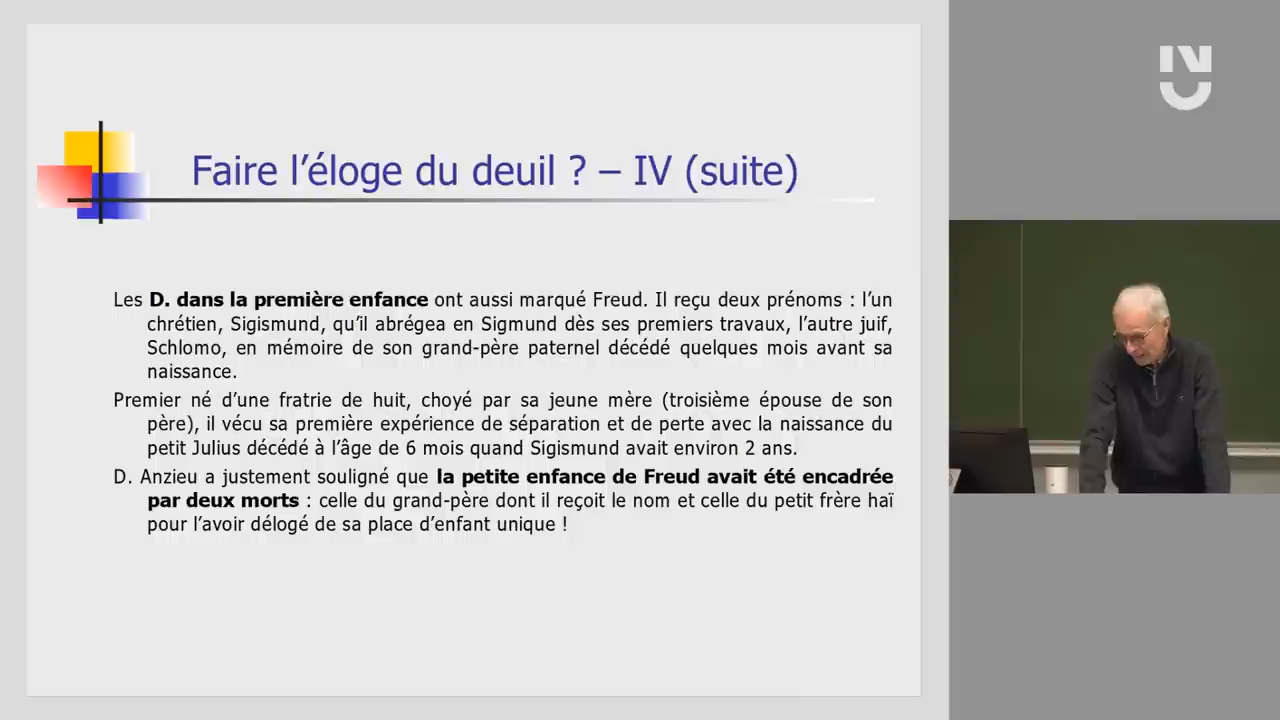 Faire l’éloge du deuil ? – IV (suite)
Les D. dans la première enfance ont aussi marqué Freud. Il reçu deux prénoms : l’un
chrétien, Sigismund, qu’il abrégea en Sigmund dès ses premiers travaux, l’autre juif,
Schlomo, en mémoire de son grand-père paternel décédé quelques mois avant sa
naissance.
Premier né d’une fratrie de huit, choyé par sa jeune mère (troisième épouse de son
père), il vécu sa première expérience de séparation et de perte avec la naissance du
petit Julius décédé à l’âge de 6 mois quand Sigismund avait environ 2 ans.
D. Anzieu a justement souligné que la petite enfance de Freud avait été encadrée
par deux morts : celle du grand-père dont il reçoit le nom et celle du petit frère haï
pour l’avoir délogé de sa place d’enfant unique !